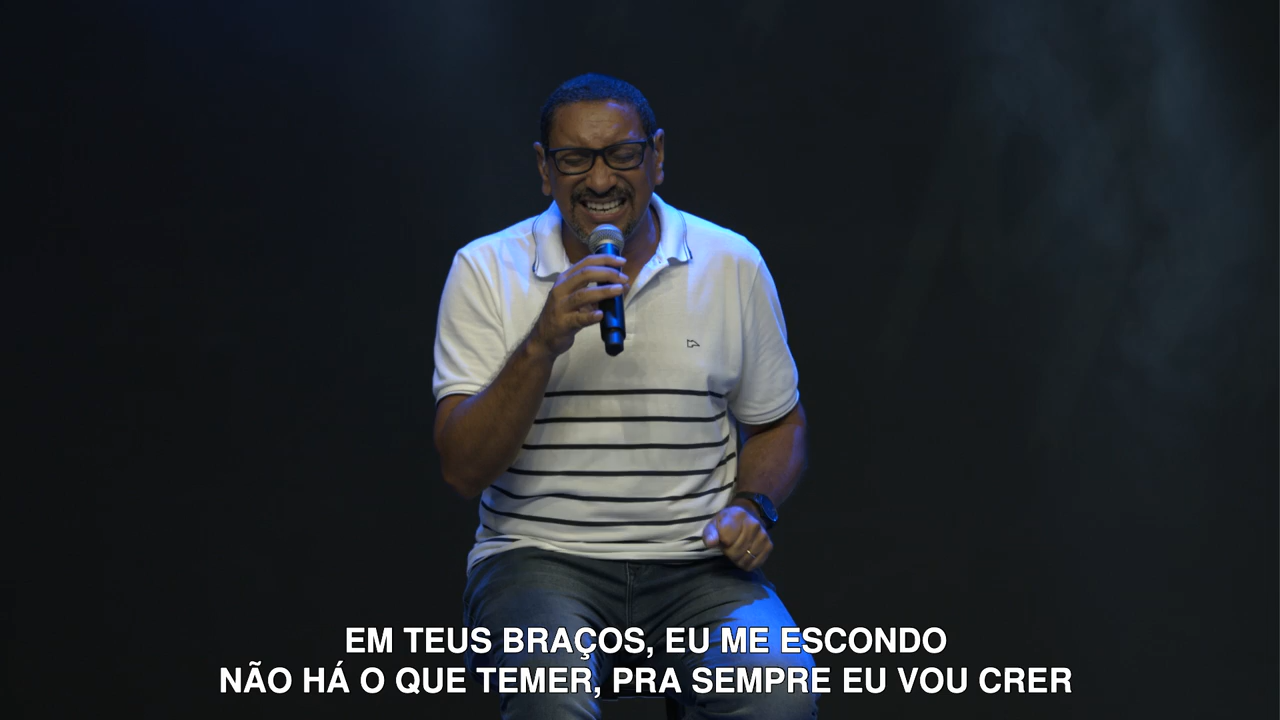 EM TEUS BRAÇOS, EU ME ESCONDO
NÃO HÁ O QUE TEMER, PRA SEMPRE EU VOU CRER